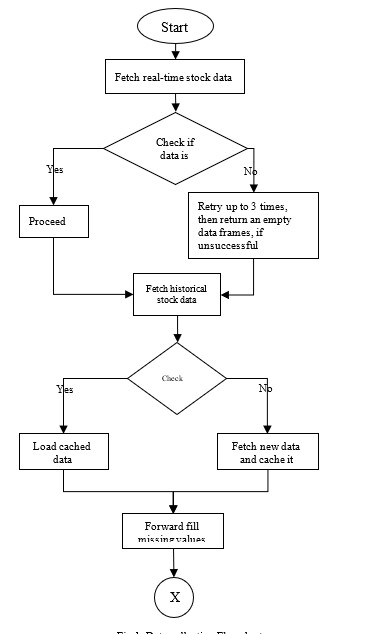 Start
Fetch real-time stock data
Check if
data is
Yes
No
Proceed
Retry up to 3 times,
then return an empty
data frames, if
unsuccessful
Fetch historical
stock data
Check
Yes
No
Load cached
data
Fetch new data
and cache it
Forward fill
missing values
X